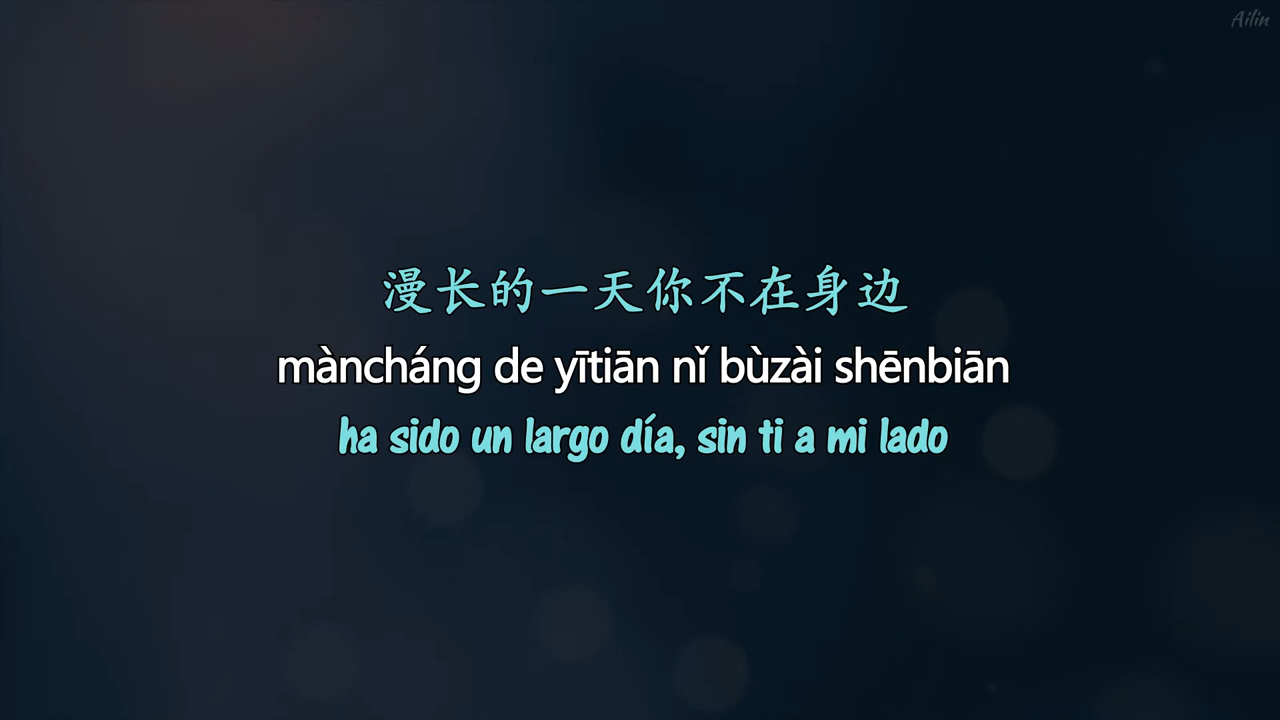 Ailin
漫长的一天你不在身边
màncháng de yītiān nǐ bùzài shēnbiān
ha sido un largo día, sin ti a mi lado